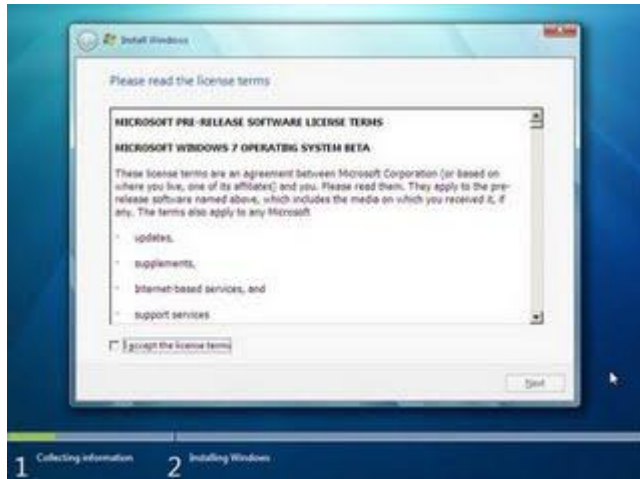 Install Windows
Please read the license terms
MICROSOFT PRE-RELEASE SOFTWARE LICENSE TERMS
MICROSOFT WINDOWS 7 OPERATING SYSTEM BETA
These license terms are an agreement between Microsoft Corporation (or based on
where you live, one of its affiliates) and you. Please read them. They apply to the pre-
release software named above, which includes the media on which you received it, if
any. The terms also apply to any Microsoft
· updates,
· supplements,
· Internet-based services, and
· support services
I accept the license terms
Next
1 Collecting information
2 Installing Windows